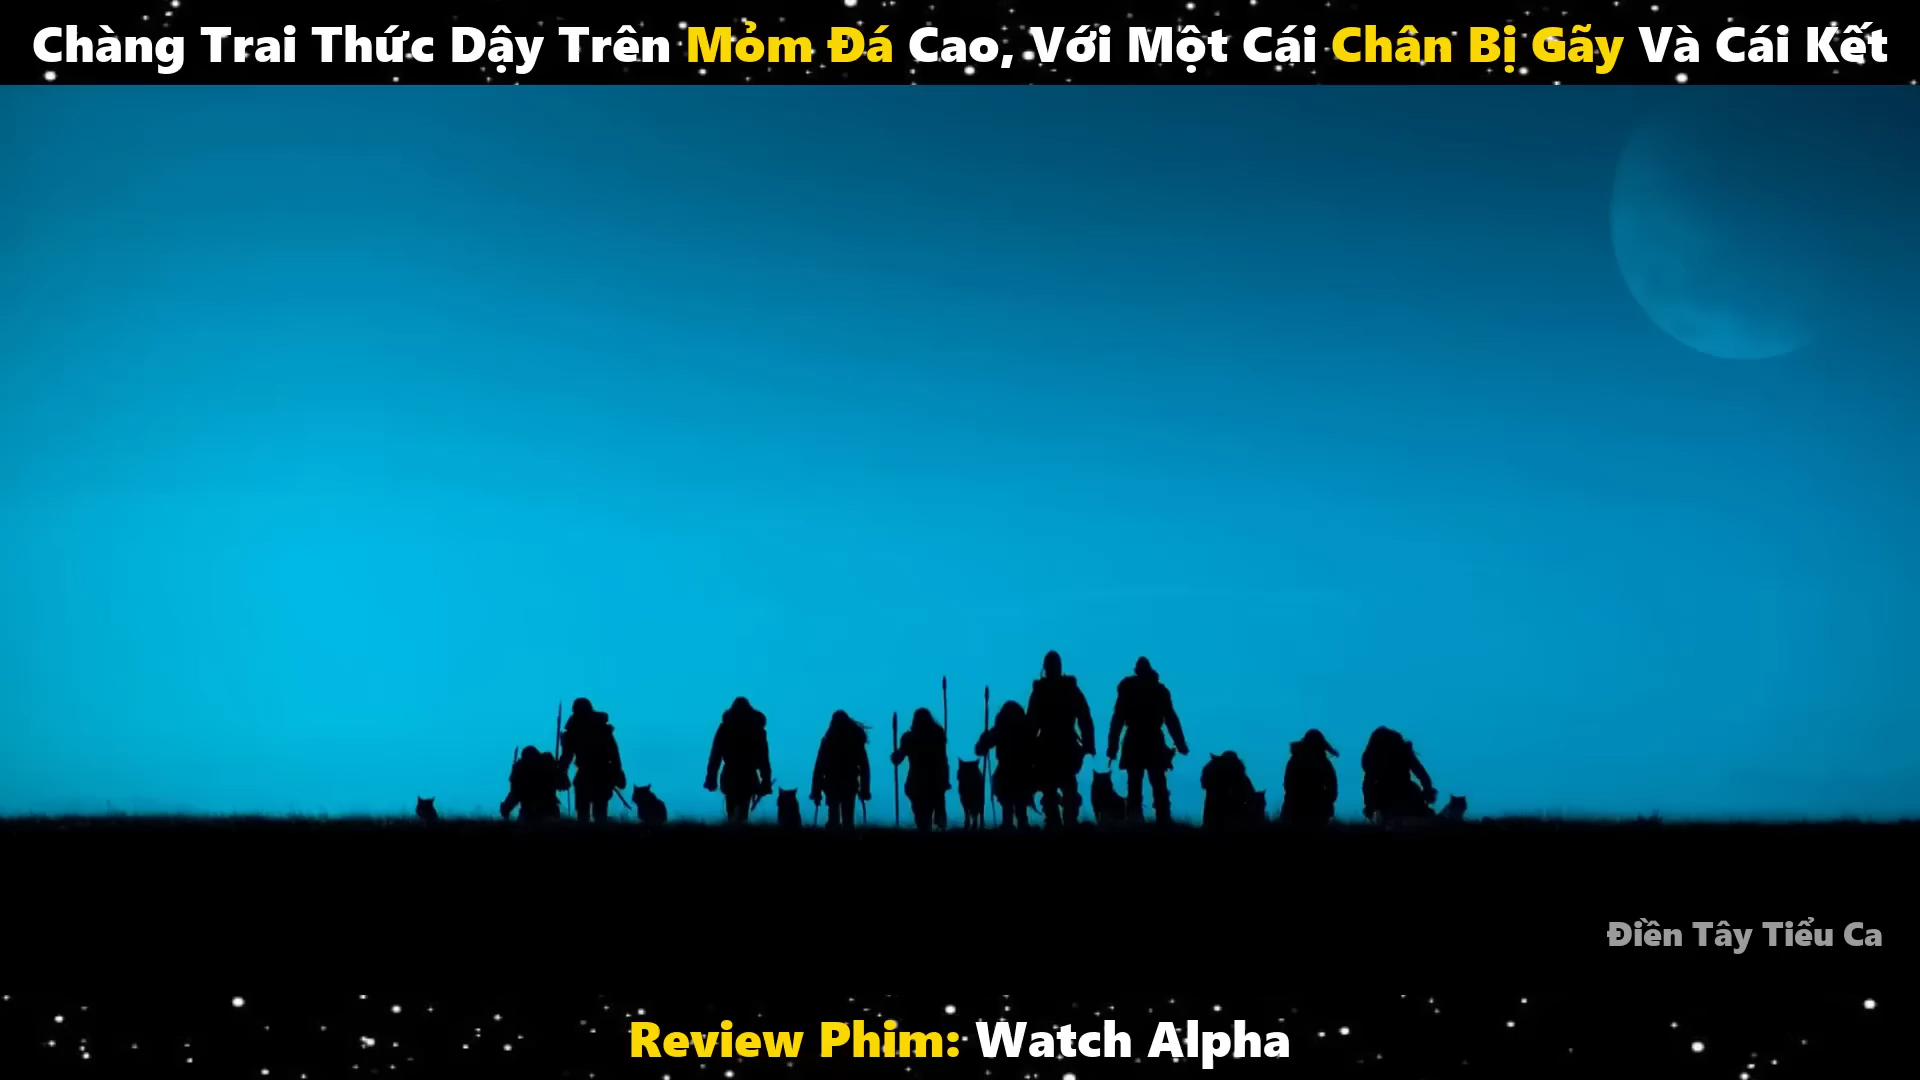 Chàng Trai Thức Dậy Trên Mỏm Đá Cao, Với Một Cái Chân Bị Gãy Và Cái Kết
Điền Tây Tiểu Ca
Review Phim: Watch Alpha